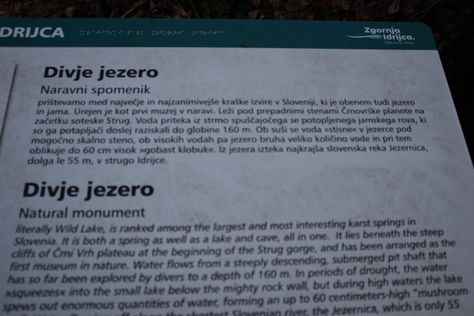 DRIJCA
Zgornja
Idrijca.
Divje jezero
Naravni spomenik
prištevamo med največje in najzanimivejše kraške izvire v Sloveniji, ki je obenem tudi jezero
in jama. Urejen je kot prvi muzej v naravi. Leži pod prepadnimi stenami Črnovrške planote na
začetku soteske Strug. Voda priteka iz strmo spuščajočega se potopljenega jamskega rova, ki
so ga potapljači doslej raziskali do globine 160 m. Ob suši se voda »stisne« v jezerce pod
mogočno skalno steno, ob visokih vodah pa jezero bruha veliko količino vode in pri tem
oblikuje do 60 cm visok »gobast klobuk«. Iz jezera izteka najkrajša slovenska reka Jezernica,
dolga le 55 m, v strugo Idrijce.
Divje jezero
Natural monument
literally Wild Lake, is ranked among the largest and most interesting karst springs in
Slovenia. It is both a spring as well as a lake and cave, all in one. It lies beneath the steep
cliffs of Črni Vrh plateau at the beginning of the Strug gorge, and has been arranged as the
first museum in nature. Water flows from a steeply descending, submerged pit shaft that
has so far been explored by divers to a depth of 160 m. In periods of drought, the water
»squeezes« into the small lake below the mighty rock wall, but during high waters the lake
spews out enormous quantities of water, forming an up to 60 centimeters-high "mushroom
the shortest Slovenian river, the Jezernica, which is only 55